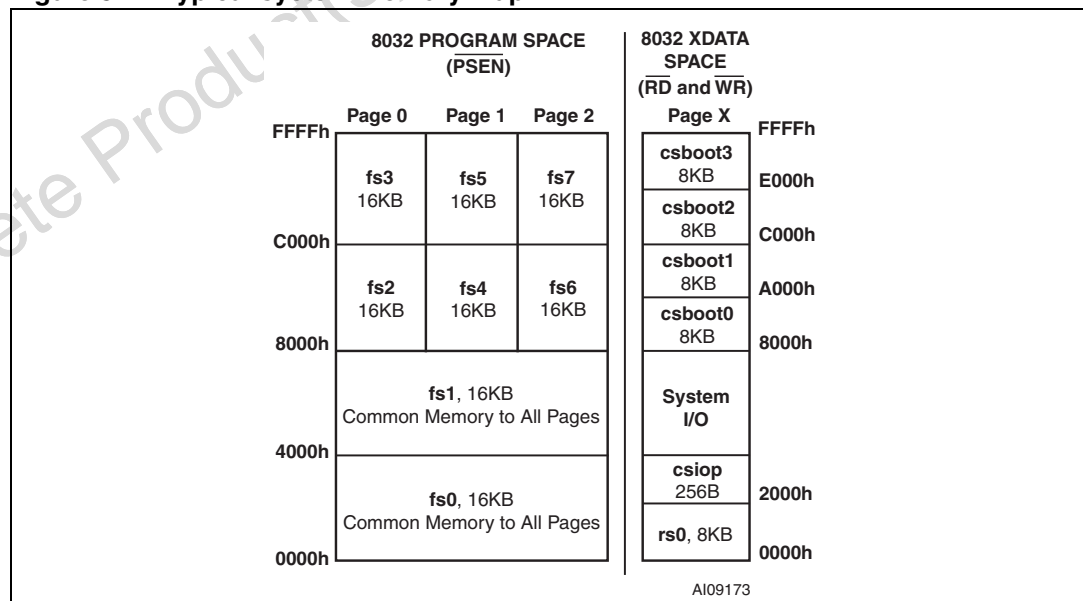 8032 PROGRAM SPACE
(PSEN)
8032 XDATA
SPACE
(RD and WR)
Page 0 Page 1 Page 2
Page X
FFFFh
FFFFh
fs3
16KB
fs5
16KB
fs7
16KB
csboot3
8KB
E000h
csboot2
8KB
C000h
C000h
fs2
16KB
fs4
16KB
fs6
16KB
csboot1
8KB
A000h
csboot0
8KB
8000h
8000h
fs1, 16KB
Common Memory to All Pages
System
I/O
4000h
csiop
256B
2000h
fs0, 16KB
Common Memory to All Pages
rs0, 8KB
0000h
0000h
AI09173